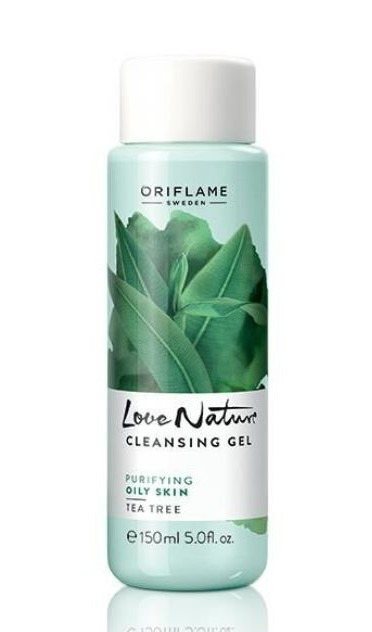 ORIFLAME
SWEDEN
Love Nature
CLEANSING GEL
PURIFYING
OILY SKIN
TEA TREE
℮150ml 5.0fl.oz.